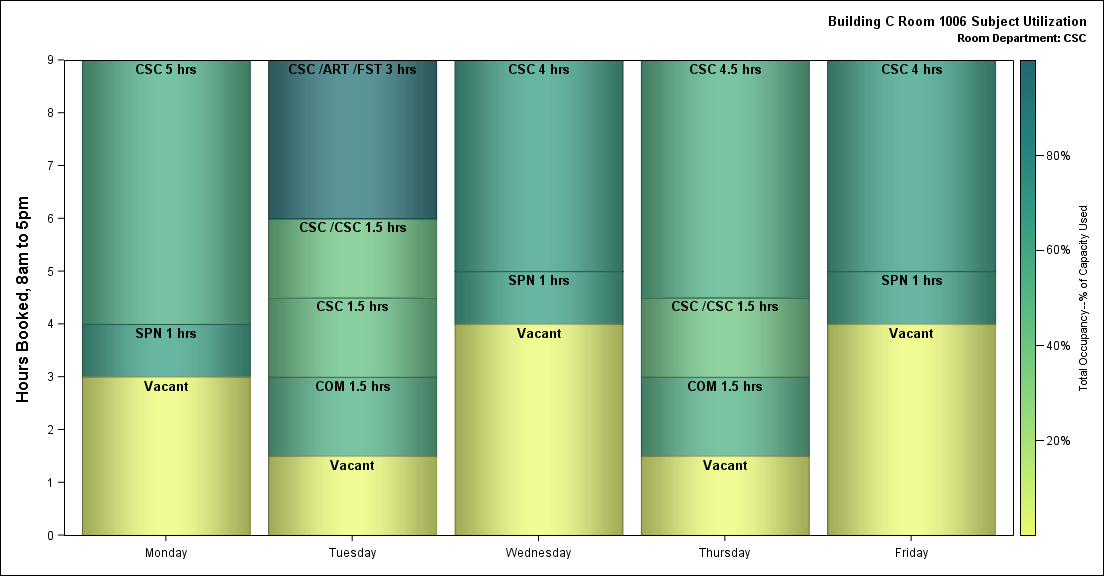 Building C Room 1006 Subject Utilization
Room Department: CSC
Hours Booked, 8am to 5pm
9
8
7
6
5
4
3
2
1
0
CSC 5 hrs
SPN 1 hrs
Vacant
Monday
CSC /ART /FST 3 hrs
CSC /CSC 1.5 hrs
CSC 1.5 hrs
COM 1.5 hrs
Vacant
Tuesday
CSC 4 hrs
SPN 1 hrs
Vacant
Wednesday
CSC 4.5 hrs
CSC /CSC 1.5 hrs
COM 1.5 hrs
Vacant
Thursday
CSC 4 hrs
SPN 1 hrs
Vacant
Friday
80%
60%
40%
20%
Total Occupancy--% of Capacity Used